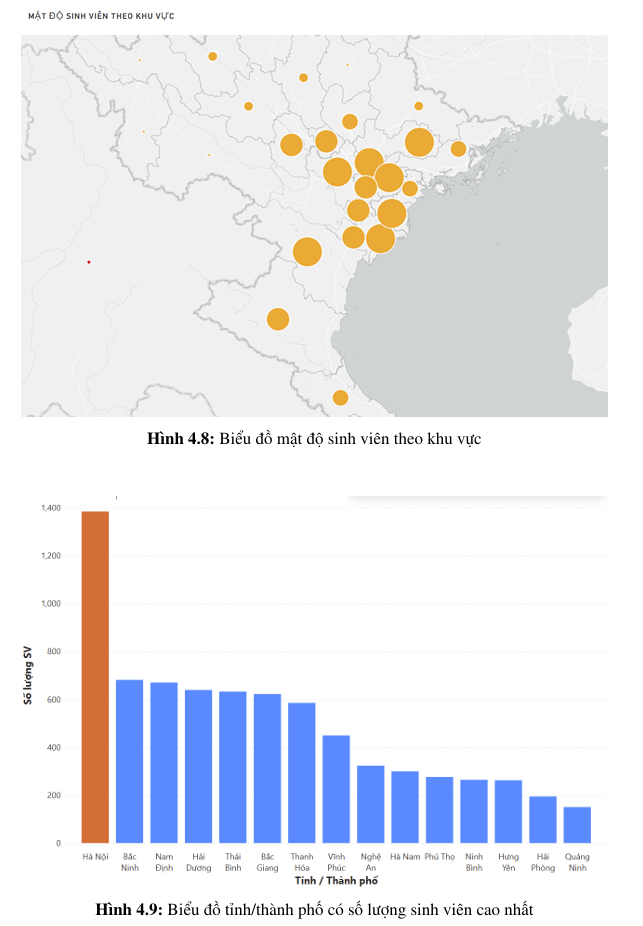 MẬT ĐỘ SINH VIÊN THEO KHU VỰC
Hình 4.8: Biểu đồ mật độ sinh viên theo khu vực
1,400
1,200
1,000
800
600
400
200
0
Số lượng SV
Hà Nội Bắc Ninh Nam Định Hải Dương Thái Bình Bắc Giang Thanh Hóa Vĩnh Phúc Nghệ An Hà Nam Phú Thọ Ninh Bình Hưng Yên Hải Phòng Quảng Ninh
Tỉnh / Thành phố
Hình 4.9: Biểu đồ tỉnh/thành phố có số lượng sinh viên cao nhất